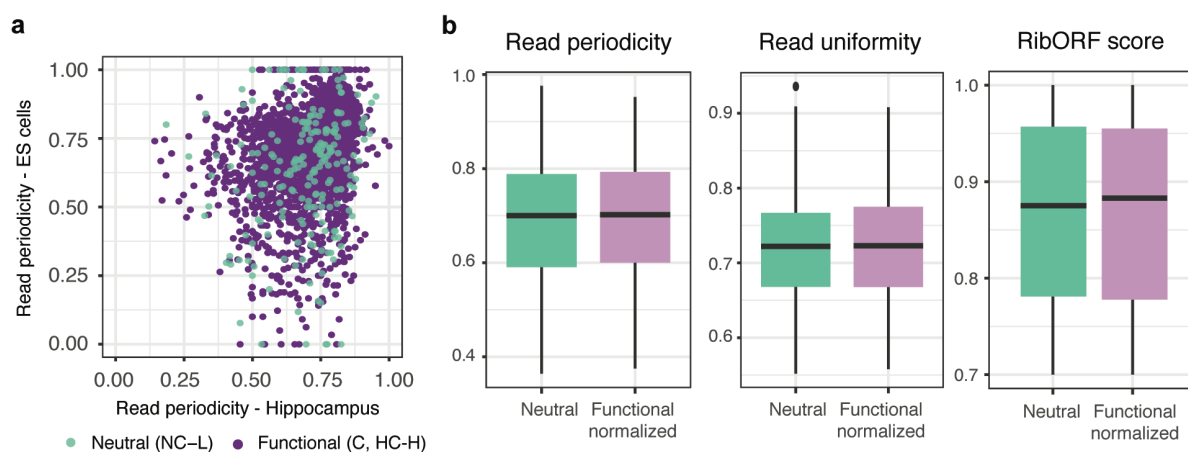 a
1.00
0.75
0.50
0.25
0.00
Read periodicity - ES cells
0.00 0.25 0.50 0.75 1.00
Read periodicity - Hippocampus
Neutral (NC–L) Functional (C, HC-H)
b
Read periodicity
1.0
0.8
0.6
0.4
Neutral Functional
normalized
Read uniformity
0.9
0.8
0.7
0.6
Neutral Functional
normalized
RibORF score
1.0
0.9
0.8
0.7
Neutral Functional
normalized